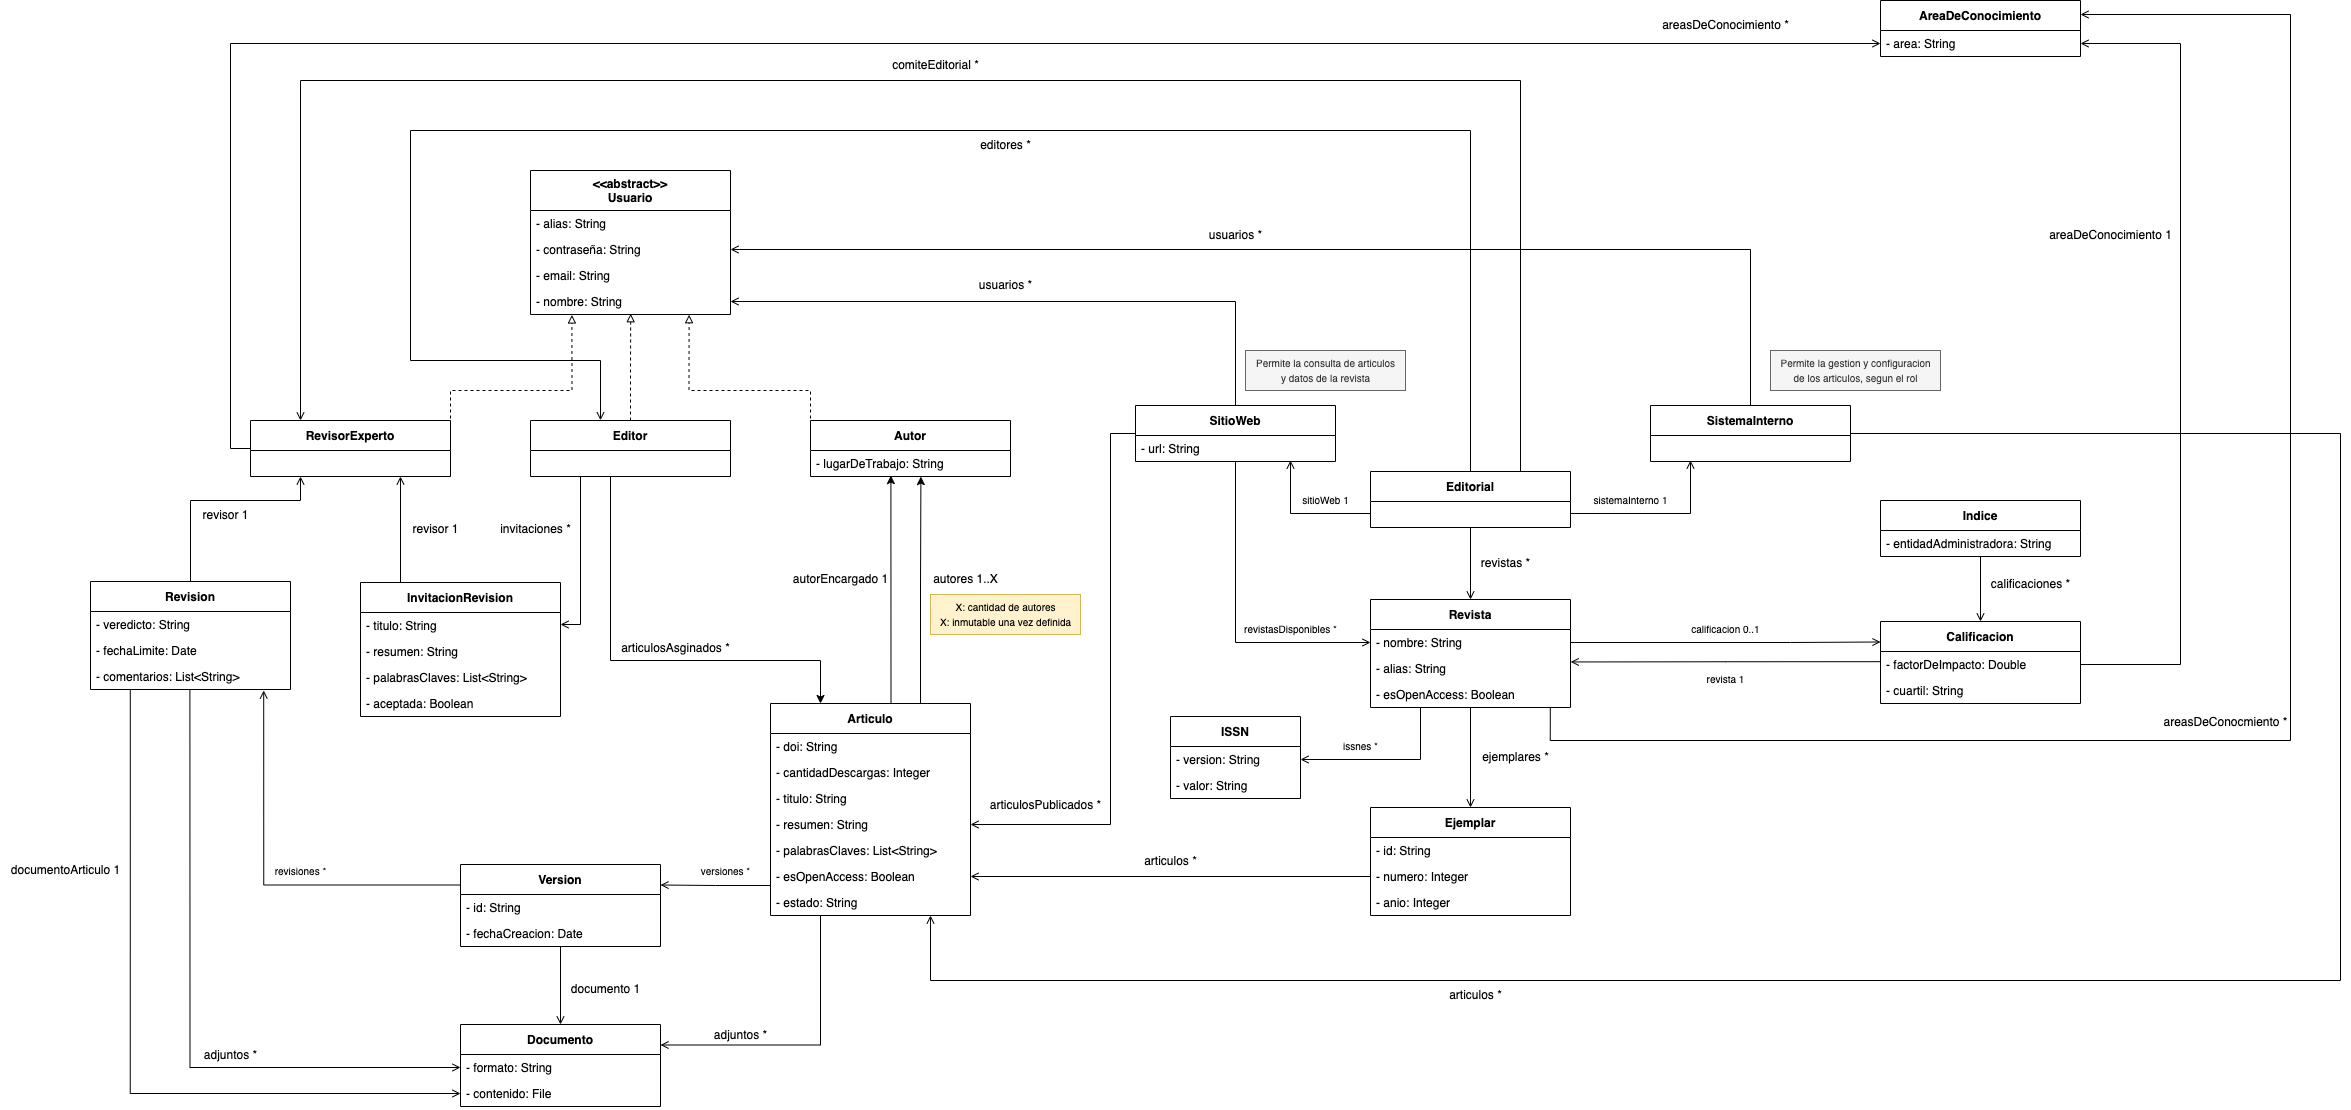 AreaDeConocimiento
- area: String
areasDeConocimiento *
comiteEditorial *
editores *
<<abstract>>
Usuario
- alias: String
- contraseña: String
- email: String
- nombre: String
usuarios *
usuarios *
areaDeConocimiento 1
Permite la consulta de articulos
y datos de la revista
Permite la gestion y configuracion
de los articulos, segun el rol
RevisorExperto
Editor
Autor
- lugarDeTrabajo: String
SitioWeb
- url: String
SistemaInterno
Editorial
sitioWeb 1
sistemaInterno 1
revisor 1
revisor 1
invitaciones *
Indice
- entidadAdministradora: String
revistas *
calificaciones *
autorEncargado 1
autores 1..X
X: cantidad de autores
X: inmutable una vez definida
Revision
- veredicto: String
- fechaLimite: Date
- comentarios: List<String>
InvitacionRevision
- titulo: String
- resumen: String
- palabrasClaves: List<String>
- aceptada: Boolean
articulosAsginados *
revistasDisponibles *
Revista
- nombre: String
- alias: String
- esOpenAccess: Boolean
calificacion 0..1
revista 1
Calificacion
- factorDeImpacto: Double
- cuartil: String
areasDeConocmiento *
Articulo
- doi: String
- cantidadDescargas: Integer
- titulo: String
- resumen: String
- palabrasClaves: List<String>
- esOpenAccess: Boolean
- estado: String
ISSN
- version: String
- valor: String
issnes *
ejemplares *
articulosPublicados *
Ejemplar
- id: String
- numero: Integer
- anio: Integer
articulos *
documentoArticulo 1
revisiones *
Version
- id: String
- fechaCreacion: Date
versiones *
documento 1
articulos *
adjuntos *
adjuntos *
Documento
- formato: String
- contenido: File